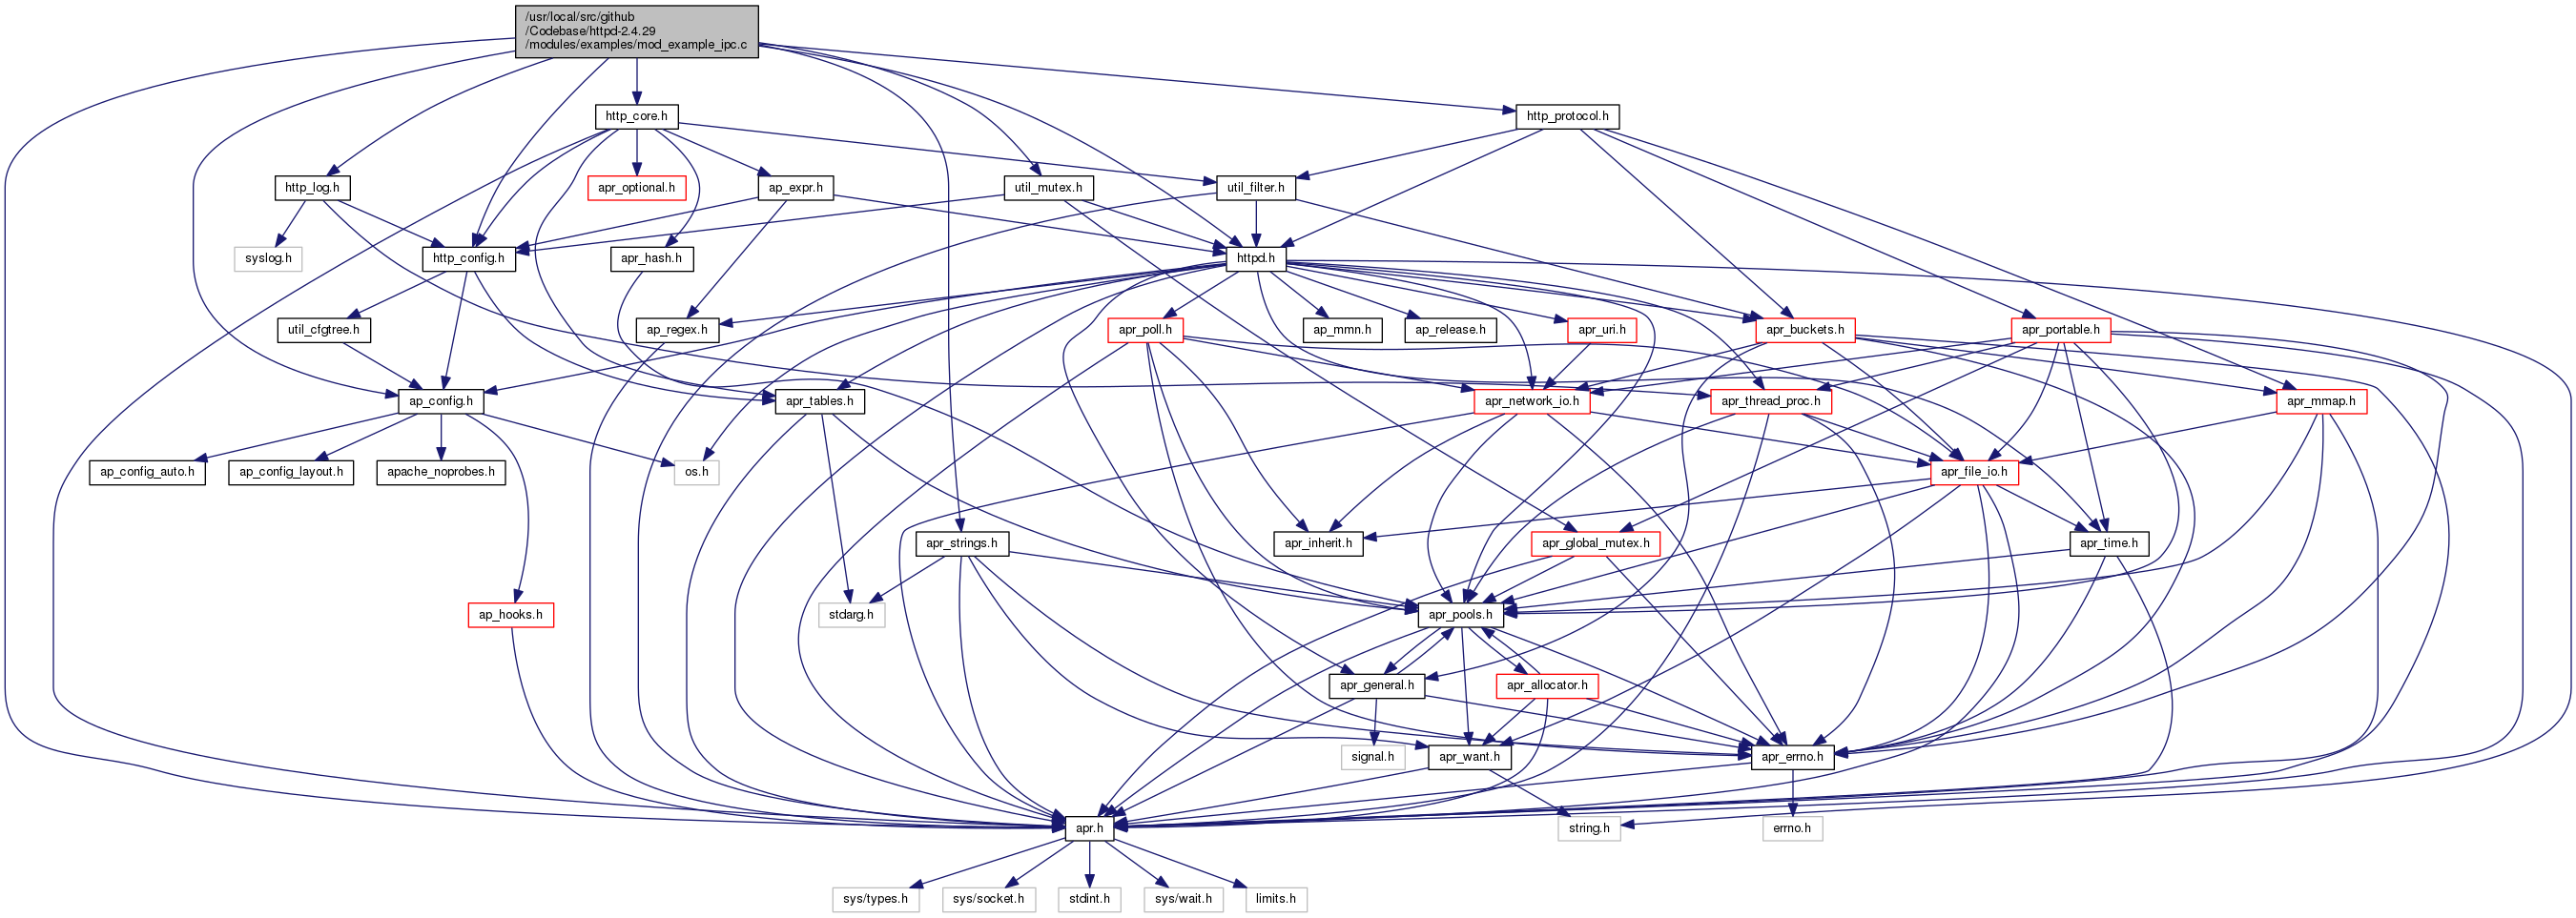 /usr/local/src/github
/Codebase/httpd-2.4.29
/modules/examples/mod_example_ipc.c
http_core.h
http_protocol.h
http_log.h
apr_optional.h
ap_expr.h
util_mutex.h
util_filter.h
syslog.h
http_config.h
apr_hash.h
httpd.h
util_cfgtree.h
ap_regex.h
apr_poll.h
ap_mmn.h
ap_release.h
apr_uri.h
apr_buckets.h
apr_portable.h
ap_config.h
apr_tables.h
apr_network_io.h
apr_thread_proc.h
apr_mmap.h
ap_config_auto.h
ap_config_layout.h
apache_noprobes.h
os.h
apr_file_io.h
apr_strings.h
apr_inherit.h
apr_global_mutex.h
apr_time.h
ap_hooks.h
stdarg.h
apr_pools.h
apr_general.h
apr_allocator.h
signal.h
apr_want.h
apr_errno.h
apr.h
string.h
errno.h
sys/types.h
sys/socket.h
stdint.h
sys/wait.h
limits.h